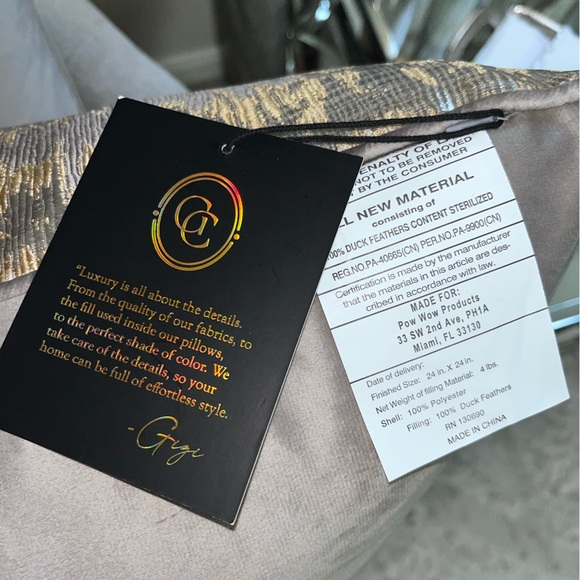 GC
"Luxury is all about the details.
From the quality of our fabrics, to
the fill used inside our pillows,
to the perfect shade of color. We
take care of the details, so your
home can be full of effortless style.
- Gigi
ENALTY OF
NOT TO BE REMOVED
BY THE CONSUMER
NEW MATERIAL
consisting of
100% DUCK FEATHERS CONTENT STERILIZED
REG.NO.PA-40665(CN) PER.NO.PA-9900(CN)
Certification is made by the manufacturer
that the materials in this article are des-
cribed in accordance with law.
MADE FOR:
Pow Wow Products
33 SW 2nd Ave, PH1A
Miami, FL 33130
Date of delivery:
Finished Size: 24 in. X 24 in.
Net Weight of filling Material: 4 lbs.
Shell: 100% Polyester
Filling: 100% Duck Feathers
RN 130690
MADE IN CHINA